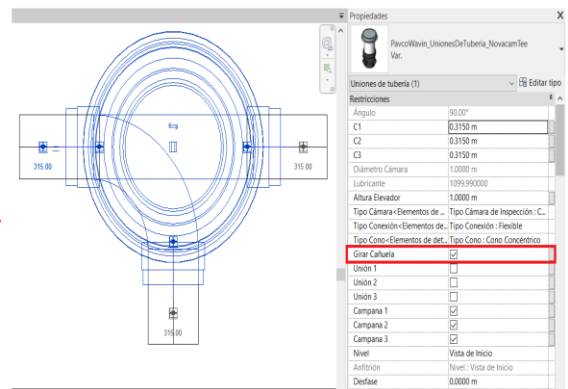 Propiedades X
PavcoWavin_UnionesDeTuberia_NovacamTee
Var.
Uniones de tubería (1) Editar tipo
Restricciones
Ángulo 90.00°
C1 0.3150 m
C2 0.3150 m
C3 0.3150 m
Diámetro Cámara 1.0000 m
Lubricante 1099.990000
Altura Elevador 1.0000 m
Tipo Cámara<Elementos de ... Tipo Cámara de Inspección : C...
Tipo Conexión<Elementos de... Tipo Conexión : Flexible
Tipo Cono<Elementos de det... Tipo Cono : Cono Concéntrico
Girar Cañuela
Unión 1
Unión 2
Unión 3
Campana 1
Campana 2
Campana 3
Nivel Vista de Inicio
Anfitrión Nivel : Vista de Inicio
Desfase 0.0000 m
315.00
315.00
315.00